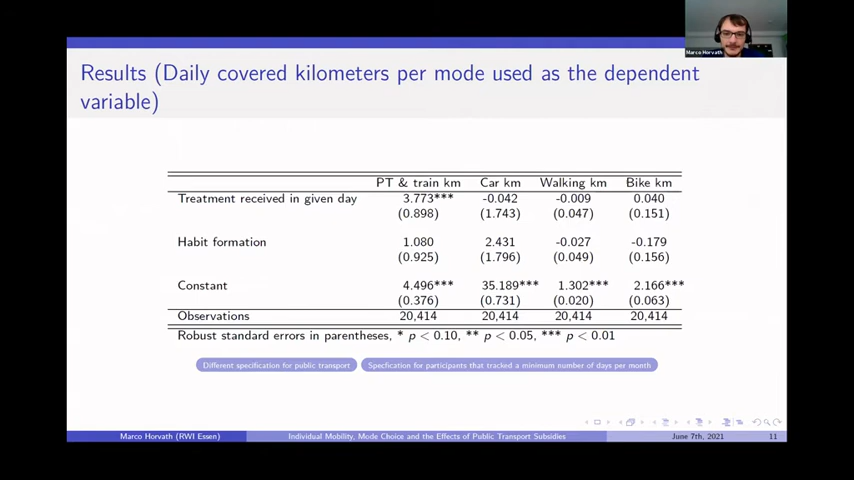 Marco Horvath
Results (Daily covered kilometers per mode used as the dependent
variable)
PT & train km Car km Walking km Bike km
Treatment received in given day 3.773*** -0.042 -0.009 0.040
(0.898) (1.743) (0.047) (0.151)
Habit formation 1.080 2.431 -0.027 -0.179
(0.925) (1.796) (0.049) (0.156)
Constant 4.496*** 35.189*** 1.302*** 2.166***
(0.376) (0.731) (0.020) (0.063)
Observations 20,414 20,414 20,414 20,414
Robust standard errors in parentheses, * p < 0.10, ** p < 0.05, *** p < 0.01
Different specification for public transport Specfication for participants that tracked a minimum number of days per month
Marco Horvath (RWI Essen) Individual Mobility, Mode Choice and the Effects of Public Transport Subsidies June 7th, 2021 11